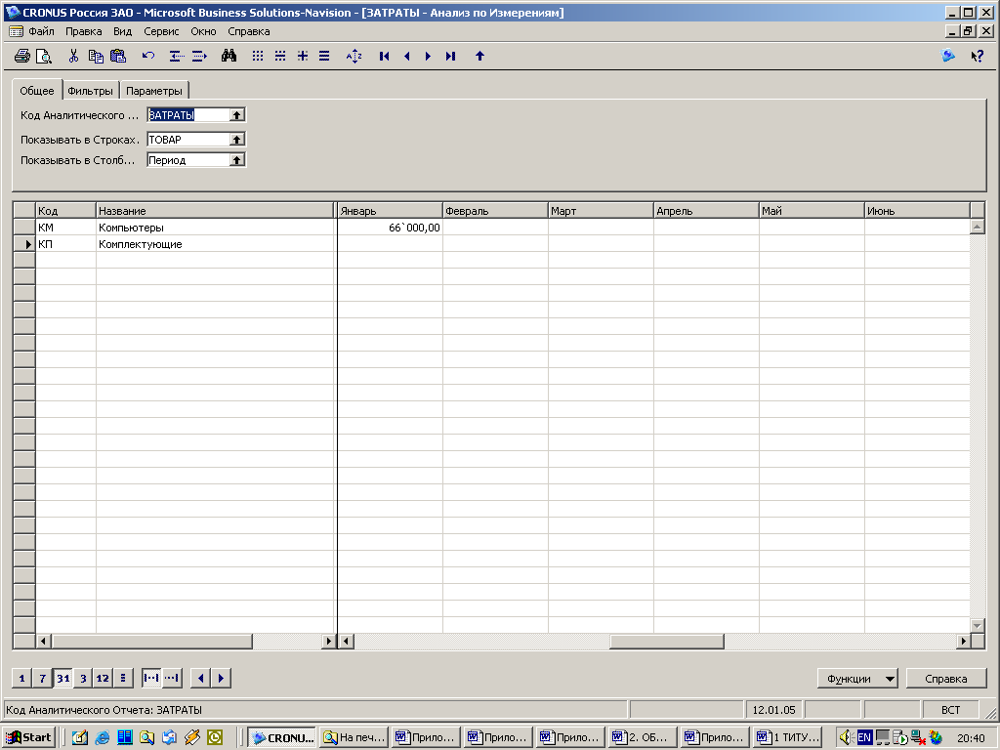 CRONUS Россия ЗАО - Microsoft Business Solutions-Navision - [ЗАТРАТЫ - Анализ по Измерениям]
Файл Правка Вид Сервис Окно Справка
Общее Фильтры Параметры
Код Аналитического ... ЗАТРАТЫ
Показывать в Строках. ТОВАР
Показывать в Столб... Период
Код Название Январь Февраль Март Апрель Май Июнь
КМ Компьютеры 66`000,00
КП Комплектующие
1 7 31 3 12 Функции Справка
Код Аналитического Отчета: ЗАТРАТЫ 12.01.05 ВСТ
Start CRONU... На печ... Прило... Прило... Прило... 2. ОБ... Прило... 1 ТИТУ... EN 20:40